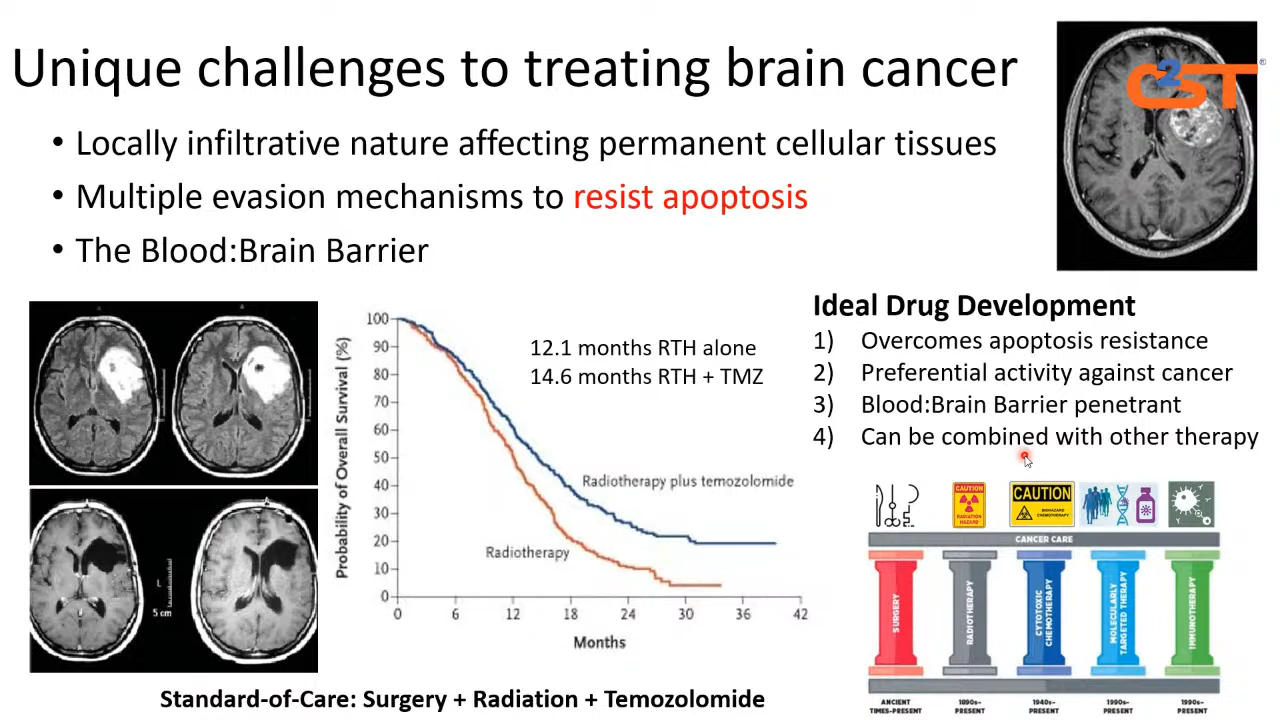 Unique challenges to treating brain cancer
C2ST®
• Locally infiltrative nature affecting permanent cellular tissues
• Multiple evasion mechanisms to resist apoptosis
• The Blood:Brain Barrier
L
5 cm
Probability of Overall Survival (%)
100
90
80
70
60
50
40
30
20
10
0
12.1 months RTH alone
14.6 months RTH + TMZ
Radiotherapy plus temozolomide
Radiotherapy
0 6 12 18 24 30 36 42
Months
Standard-of-Care: Surgery + Radiation + Temozolomide
Ideal Drug Development
1) Overcomes apoptosis resistance
2) Preferential activity against cancer
3) Blood:Brain Barrier penetrant
4) Can be combined with other therapy
CAUTION
RADIATION
HAZARD
CAUTION
BIOHAZARD
CHEMOTHERAPY
CANCER CARE
SURGERY
RADIOTHERAPY
CYTOTOXIC
CHEMOTHERAPY
MOLECULARLY
TARGETED THERAPY
IMMUNOTHERAPY
ANCIENT
TIMES-PRESENT
1890s-
PRESENT
1940s-
PRESENT
1990s-
PRESENT
1990s-
PRESENT